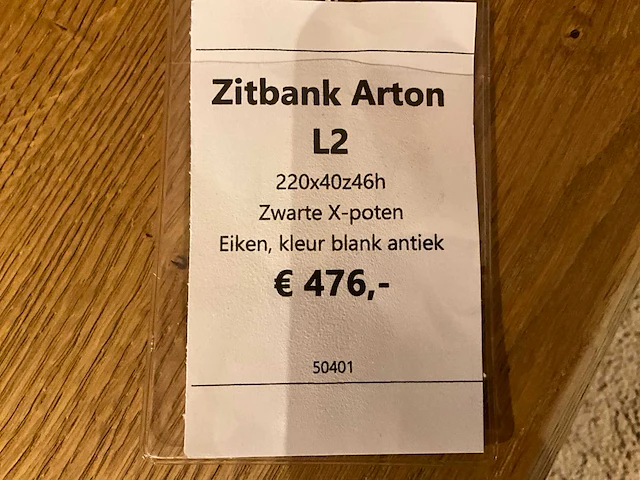 Zitbank Arton
L2
220x40z46h
Zwarte X-poten
Eiken, kleur blank antiek
€ 476,-
50401